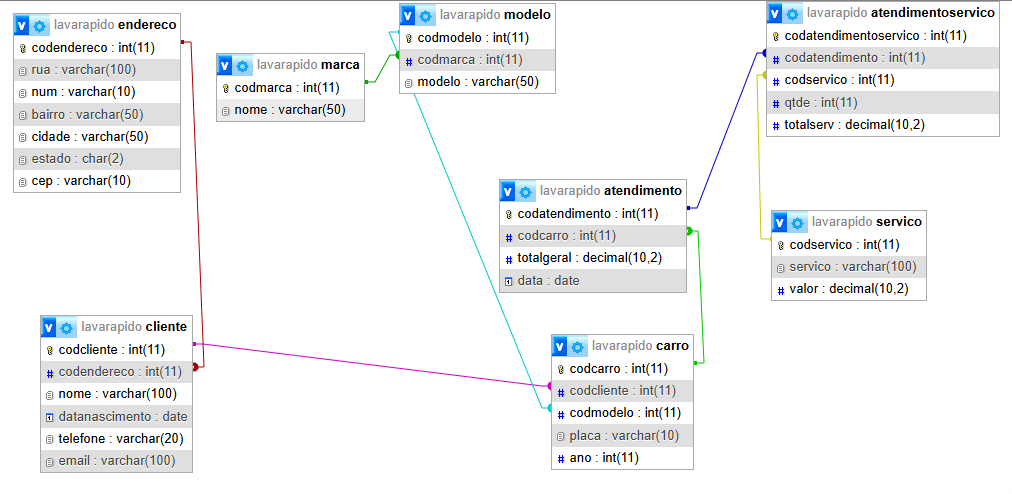 v lavarapido endereco
codendereco : int(11)
rua : varchar(100)
num : varchar(10)
bairro : varchar(50)
cidade : varchar(50)
estado : char(2)
cep : varchar(10)
v lavarapido marca
codmarca : int(11)
nome : varchar(50)
v lavarapido modelo
codmodelo : int(11)
# codmarca : int(11)
modelo : varchar(50)
v lavarapido atendimentoservico
codatendimentoservico : int(11)
# codatendimento : int(11)
# codservico : int(11)
# qtde : int(11)
# totalserv : decimal(10,2)
v lavarapido atendimento
codatendimento : int(11)
# codcarro : int(11)
# totalgeral : decimal(10,2)
data : date
v lavarapido servico
codservico : int(11)
servico : varchar(100)
# valor : decimal(10,2)
v lavarapido cliente
codcliente : int(11)
# codendereco : int(11)
nome : varchar(100)
datanascimento : date
telefone : varchar(20)
email : varchar(100)
v lavarapido carro
codcarro : int(11)
# codcliente : int(11)
# codmodelo : int(11)
placa : varchar(10)
# ano : int(11)